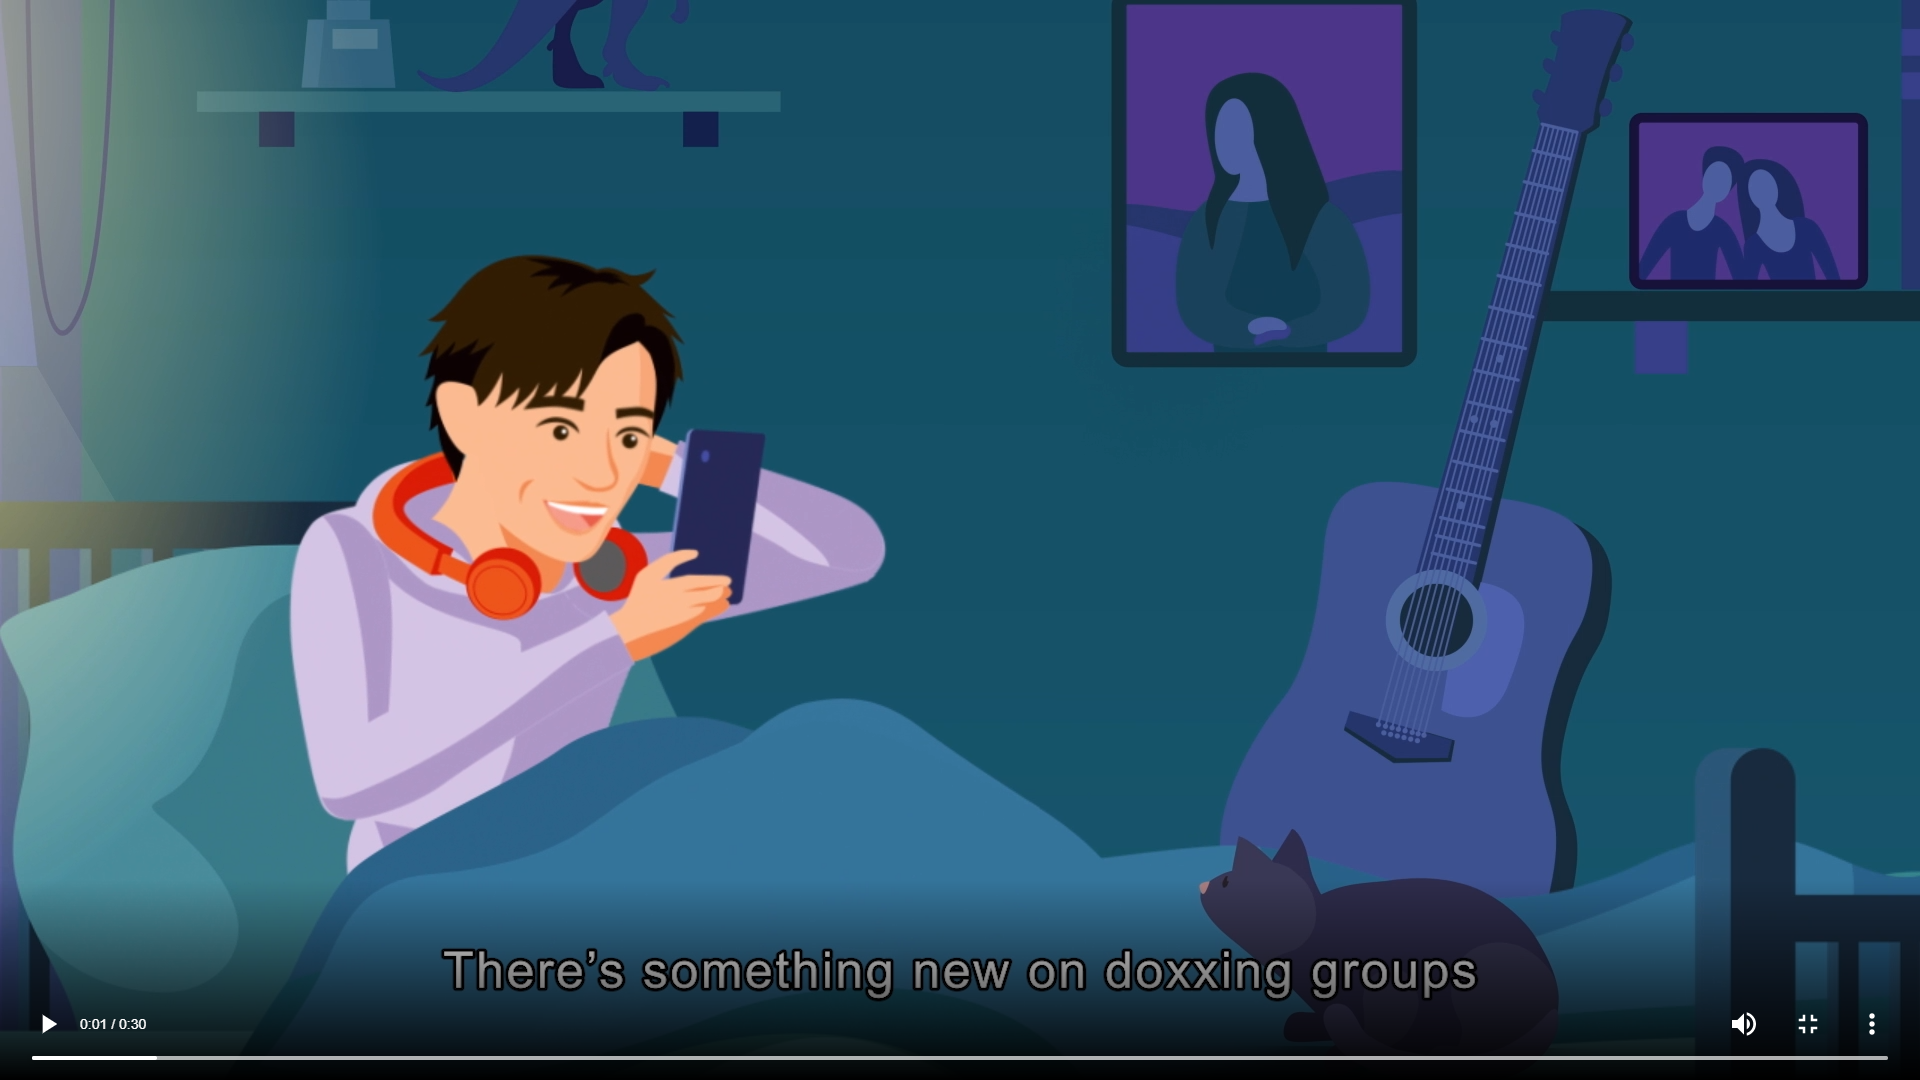 There’s something new on doxxing groups
0:01 / 0:30